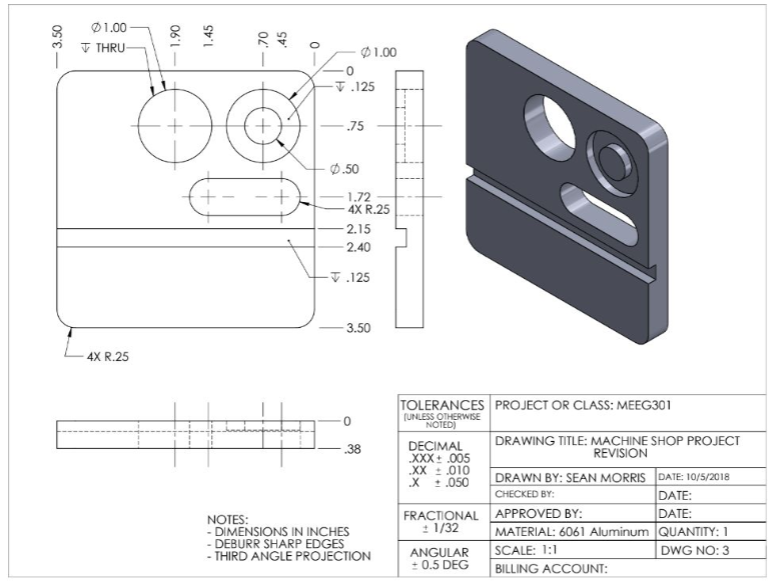 3.50
1.90
1.45
.70
.45
0
∅1.00
↧ THRU
∅1.00
↧ .125
∅.50
0
.75
1.72
4X R.25
2.15
2.40
↧ .125
3.50
4X R.25
0
.38
NOTES:
- DIMENSIONS IN INCHES
- DEBURR SHARP EDGES
- THIRD ANGLE PROJECTION
TOLERANCES
(UNLESS OTHERWISE
NOTED)
DECIMAL
.XXX ± .005
.XX ± .010
.X ± .050
FRACTIONAL
± 1/32
ANGULAR
± 0.5 DEG
PROJECT OR CLASS: MEEG301
DRAWING TITLE: MACHINE SHOP PROJECT
REVISION
DRAWN BY: SEAN MORRIS DATE: 10/5/2018
CHECKED BY: DATE:
APPROVED BY: DATE:
MATERIAL: 6061 Aluminum QUANTITY: 1
SCALE: 1:1 DWG NO: 3
BILLING ACCOUNT: